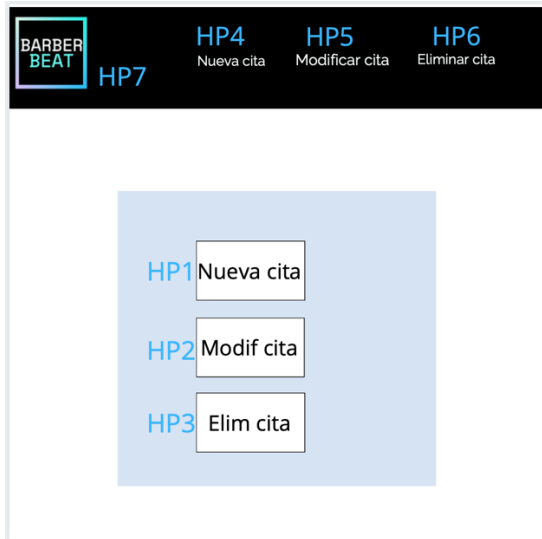 BARBER
BEAT
HP7
HP4
Nueva cita
HP5
Modificar cita
HP6
Eliminar cita
HP1
Nueva cita
HP2
Modif cita
HP3
Elim cita